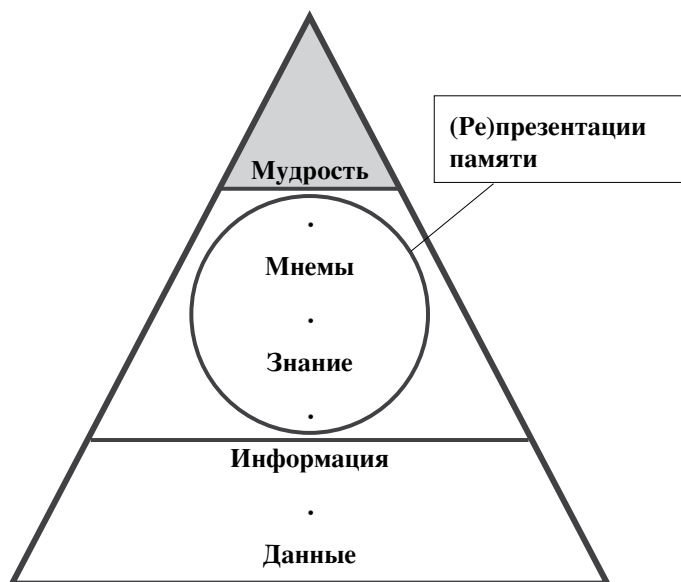 (Ре)презентации
памяти
Мудрость
.
Мнемы
.
Знание
.
Информация
.
Данные